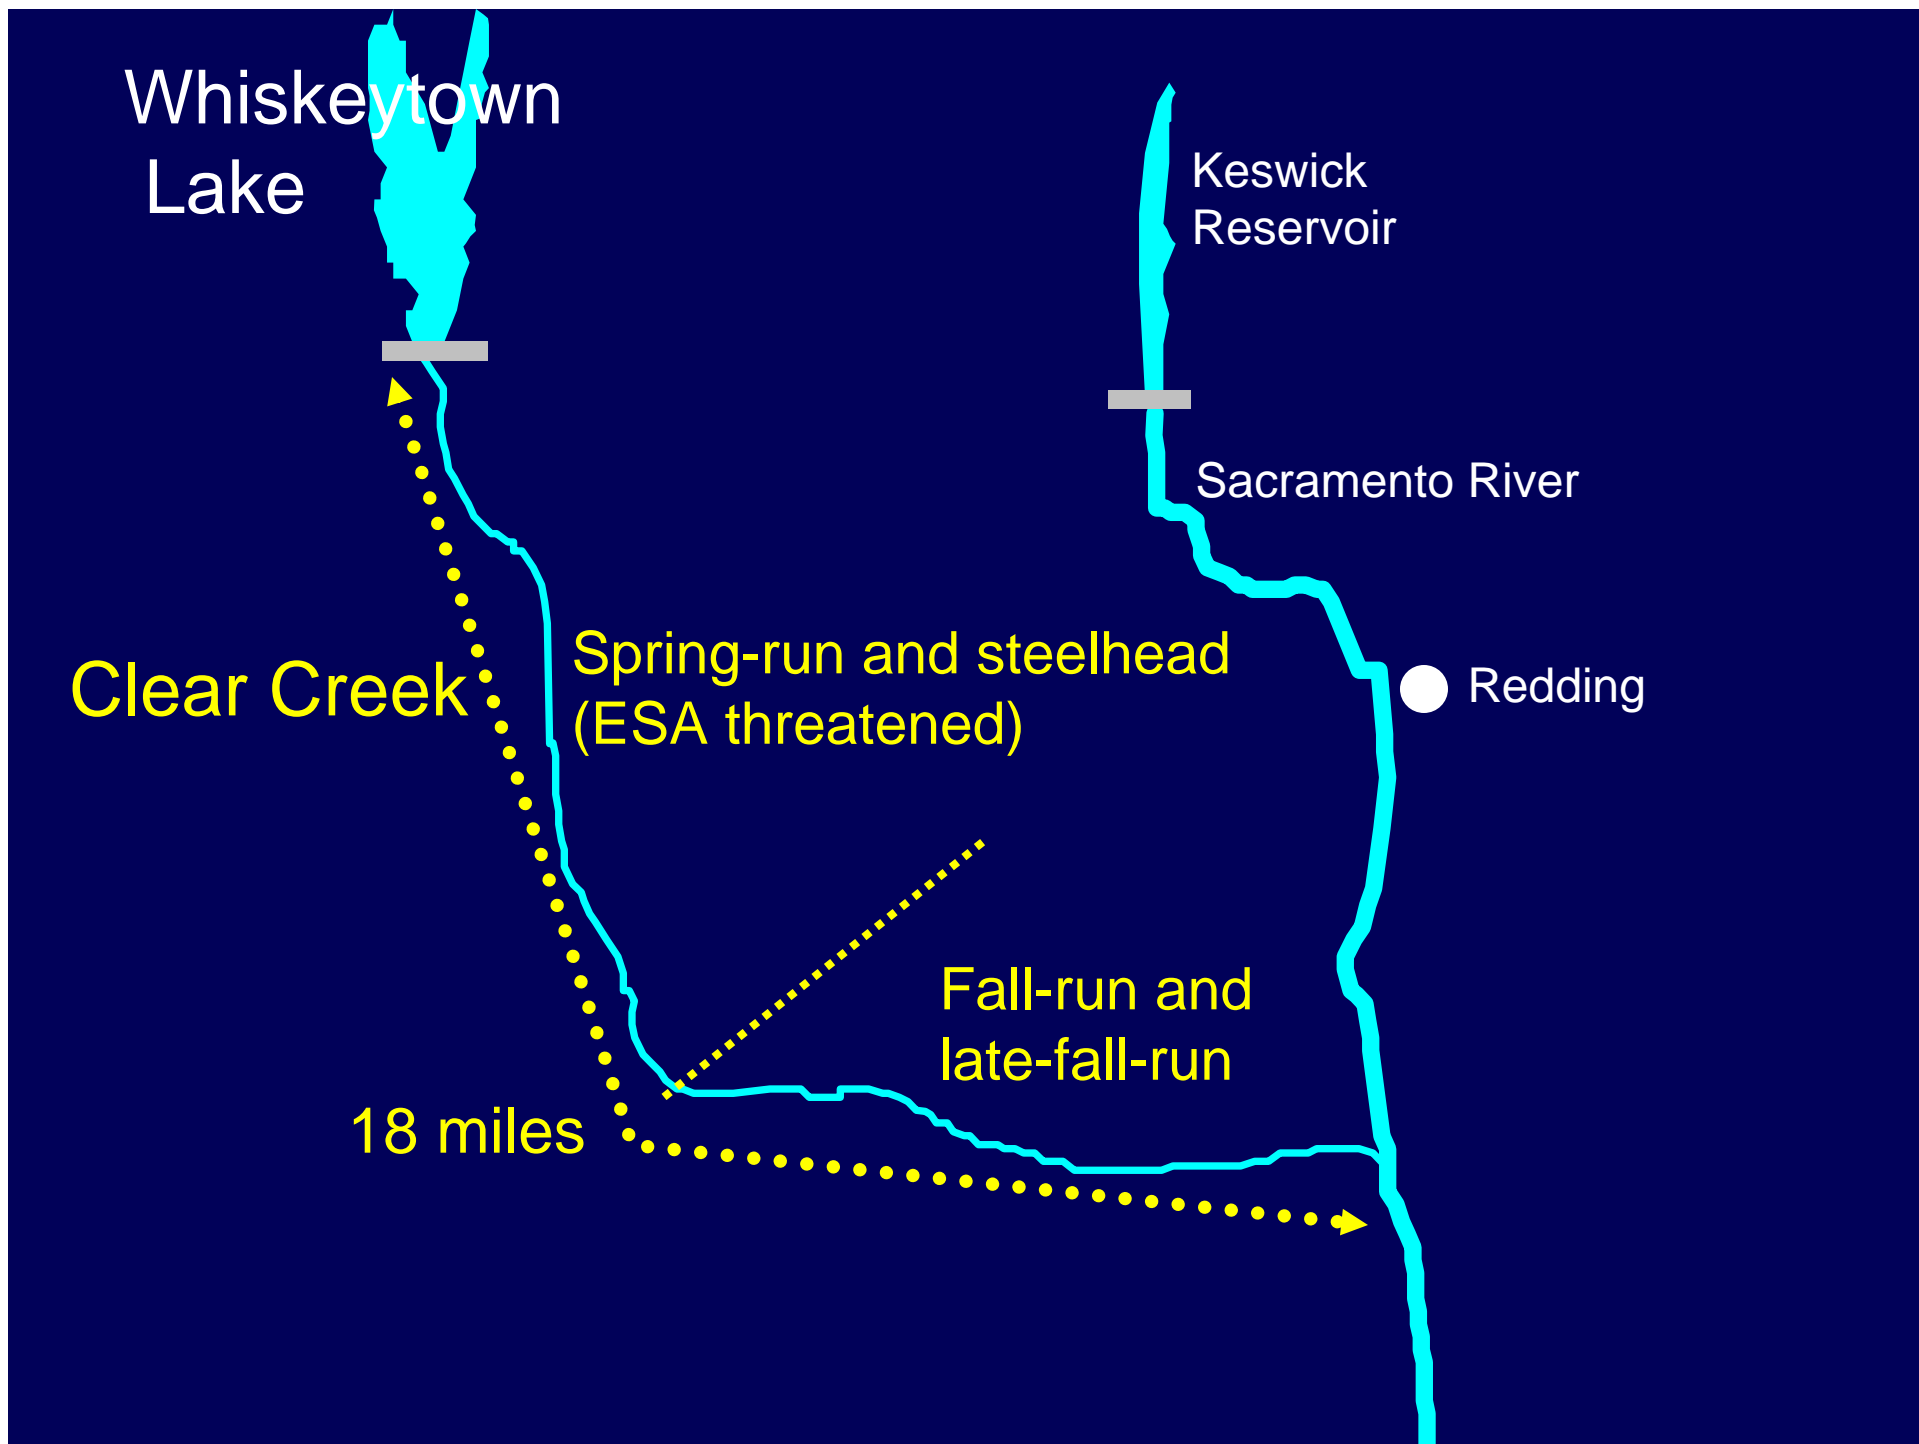 Whiskeytown
Lake
Keswick
Reservoir
Sacramento River
Spring-run and steelhead
(ESA threatened)
Clear Creek
Redding
Fall-run and
late-fall-run
18 miles